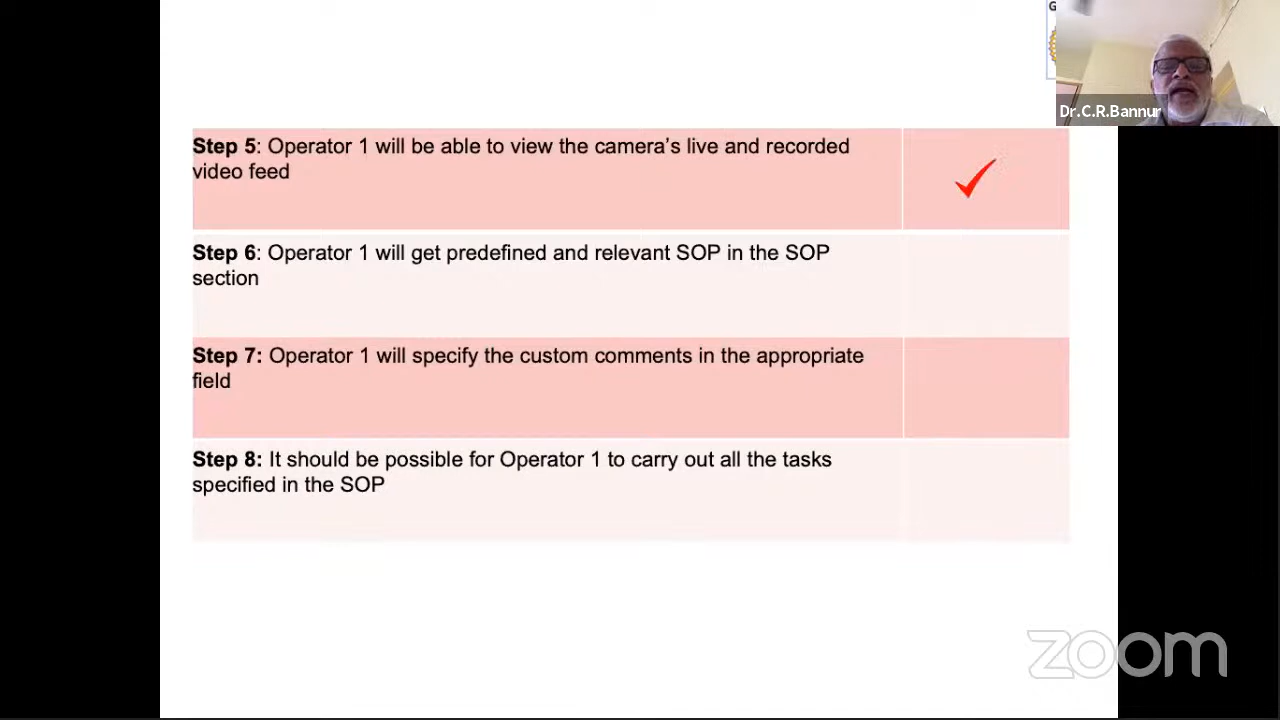 G
Dr.C.R.Bannur
Step 5: Operator 1 will be able to view the camera's live and recorded
video feed
Step 6: Operator 1 will get predefined and relevant SOP in the SOP
section
Step 7: Operator 1 will specify the custom comments in the appropriate
field
Step 8: It should be possible for Operator 1 to carry out all the tasks
specified in the SOP
zoom